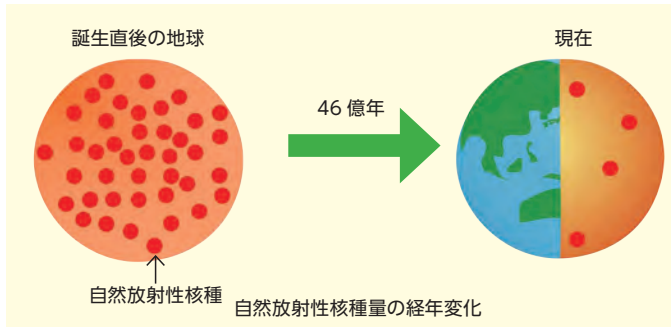 誕生直後の地球
現在
46 億年
自然放射性核種
自然放射性核種量の経年変化